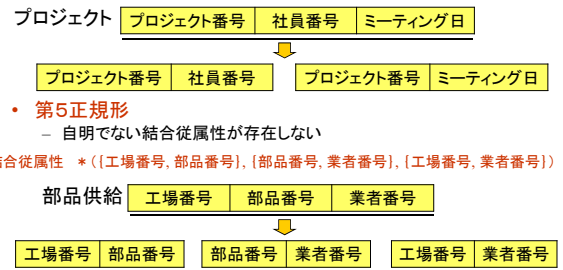 プロジェクト プロジェクト番号 社員番号 ミーティング日
プロジェクト番号 社員番号 プロジェクト番号 ミーティング日
• 第5正規形
– 自明でない結合従属性が存在しない
結合従属性 *({工場番号, 部品番号}, {部品番号, 業者番号}, {工場番号, 業者番号})
部品供給 工場番号 部品番号 業者番号
工場番号 部品番号 部品番号 業者番号 工場番号 業者番号